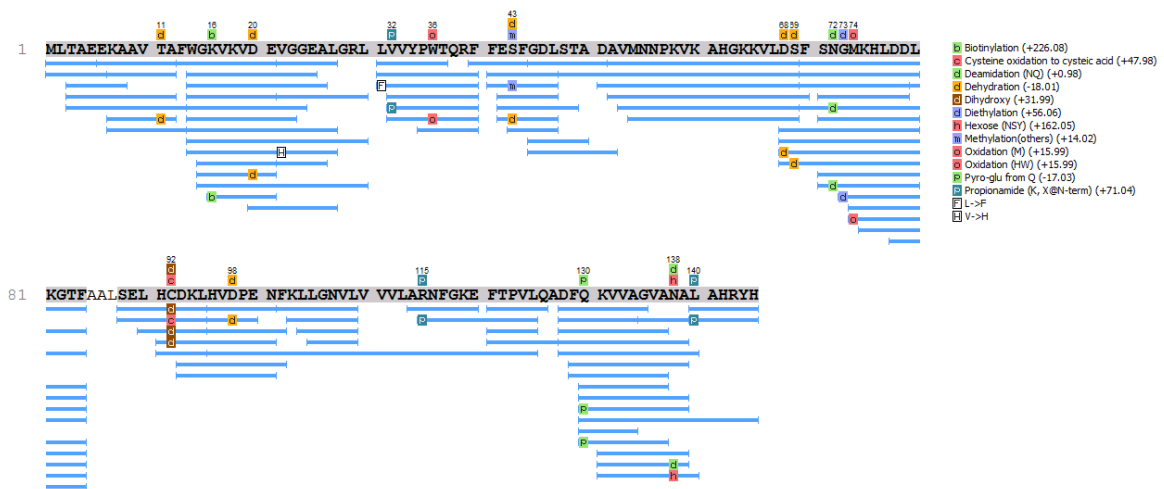 11 16 20 32 36 43 68 69 72 73 74
d b d p o d m d d d d o
1 MLTAEEKAAV TAFWGKVKVD EVGGEALGRL LVVYPWTQRF FESFGDLSTA DAVMNNPKVK AHGKKVLDSF SNGMKHLDDL
F m
p d
d o d
H d
d d
d d
b d
o
92 98 115 130 138 140
d d
c d p p h p
81 KGTFAALSEL HCDKLHVDPE NFKLLGNVLV VVLARNFGKE FTPVLQADFQ KVVAGVANAL AHRYH
d
c d p p
d
d
p
p
d
h
b Biotinylation (+226.08)
c Cysteine oxidation to cysteic acid (+47.98)
d Deamidation (NQ) (+0.98)
d Dehydration (-18.01)
d Dihydroxy (+31.99)
d Diethylation (+56.06)
h Hexose (NSY) (+162.05)
m Methylation(others) (+14.02)
o Oxidation (M) (+15.99)
o Oxidation (HW) (+15.99)
p Pyro-glu from Q (-17.03)
p Propionamide (K, X@N-term) (+71.04)
F L->F
H V->H